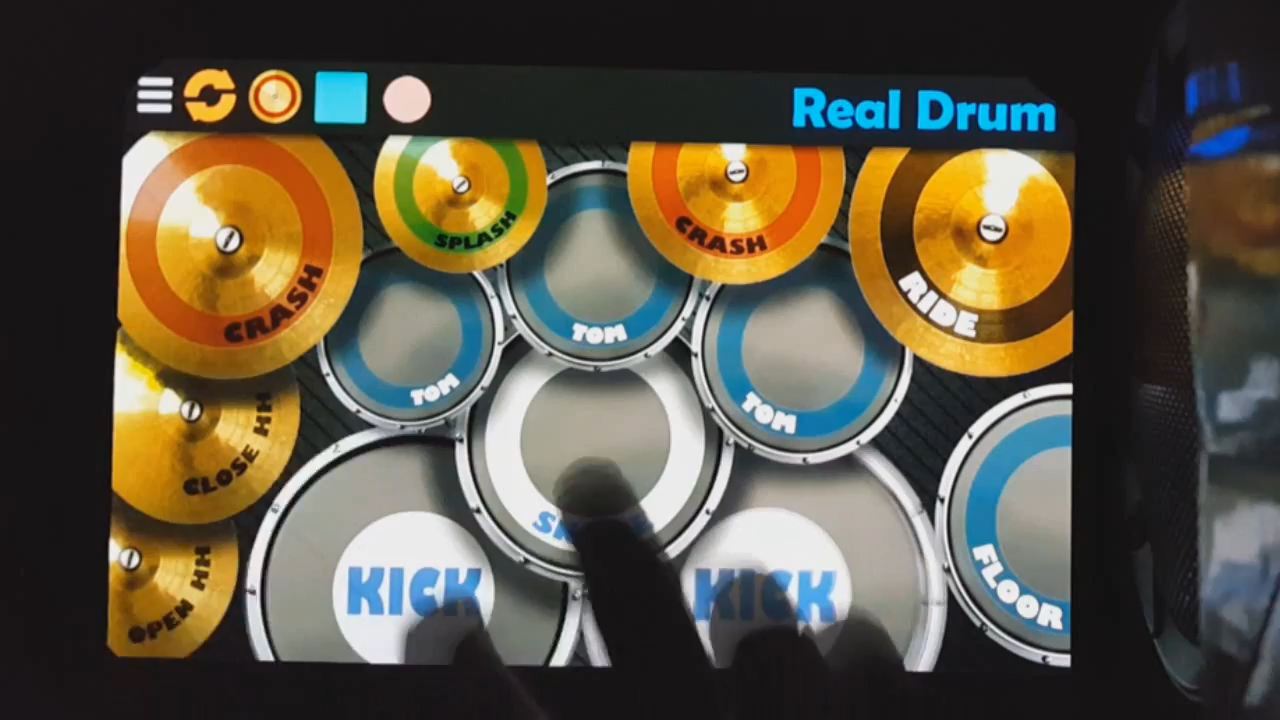 Real Drum
CRASH
SPLASH
CRASH
RIDE
TOM
TOM
TOM
CLOSE HH
OPEN HH
KICK
KICK
FLOOR